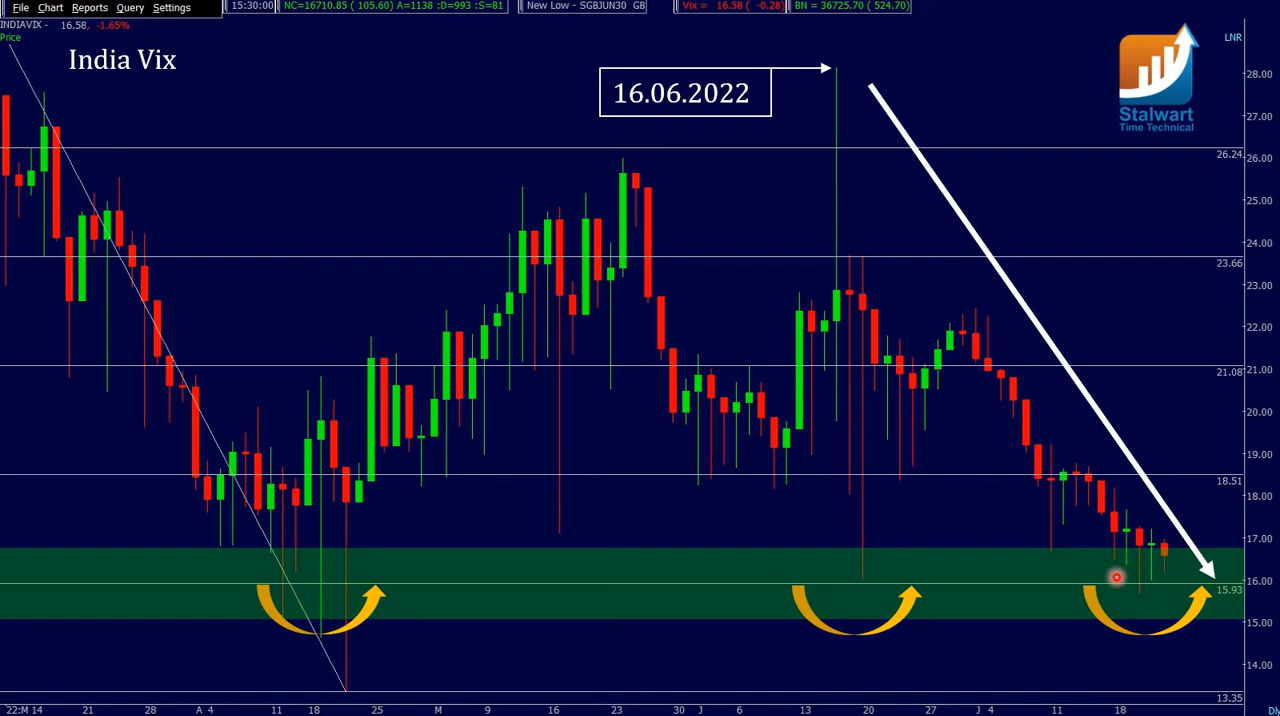 File Chart Reports Query Settings
15:30:00
NC=16710.85 ( 105.60) A=1138 :D=993 :S=81
New Low - SGBJUN30 GB
Vix = 16.58 ( -0.28)
BN = 36725.70 ( 524.70)
INDIAVIX - 16.58, -1.65%
Price
LNR
India Vix
16.06.2022
Stalwart
Time Technical
28.00
27.00
26.24
26.00
25.00
24.00
23.66
23.00
22.00
21.08
21.00
20.00
19.00
18.51
18.00
17.00
16.00
15.93
15.00
14.00
13.35
'22:M 14 21 28 A 4 11 18 25 M 9 16 23 30 J 6 13 20 27 J 4 11 18